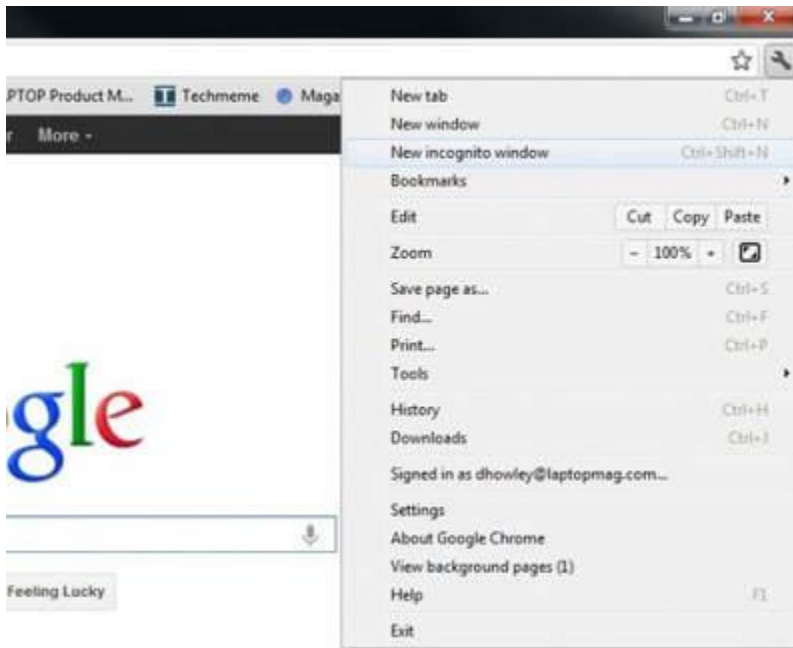 PTOP Product M... Techmeme Maga
r More
New tab Ctrl+T
New window Ctrl+N
New incognito window Ctrl+Shift+N
Bookmarks
Edit Cut Copy Paste
Zoom - 100% +
Save page as... Ctrl+S
Find... Ctrl+F
Print... Ctrl+P
Tools
History Ctrl+H
Downloads Ctrl+J
Signed in as dhowley@laptopmag.com...
Settings
About Google Chrome
View background pages (1)
Help F1
Exit
ogle
Feeling Lucky